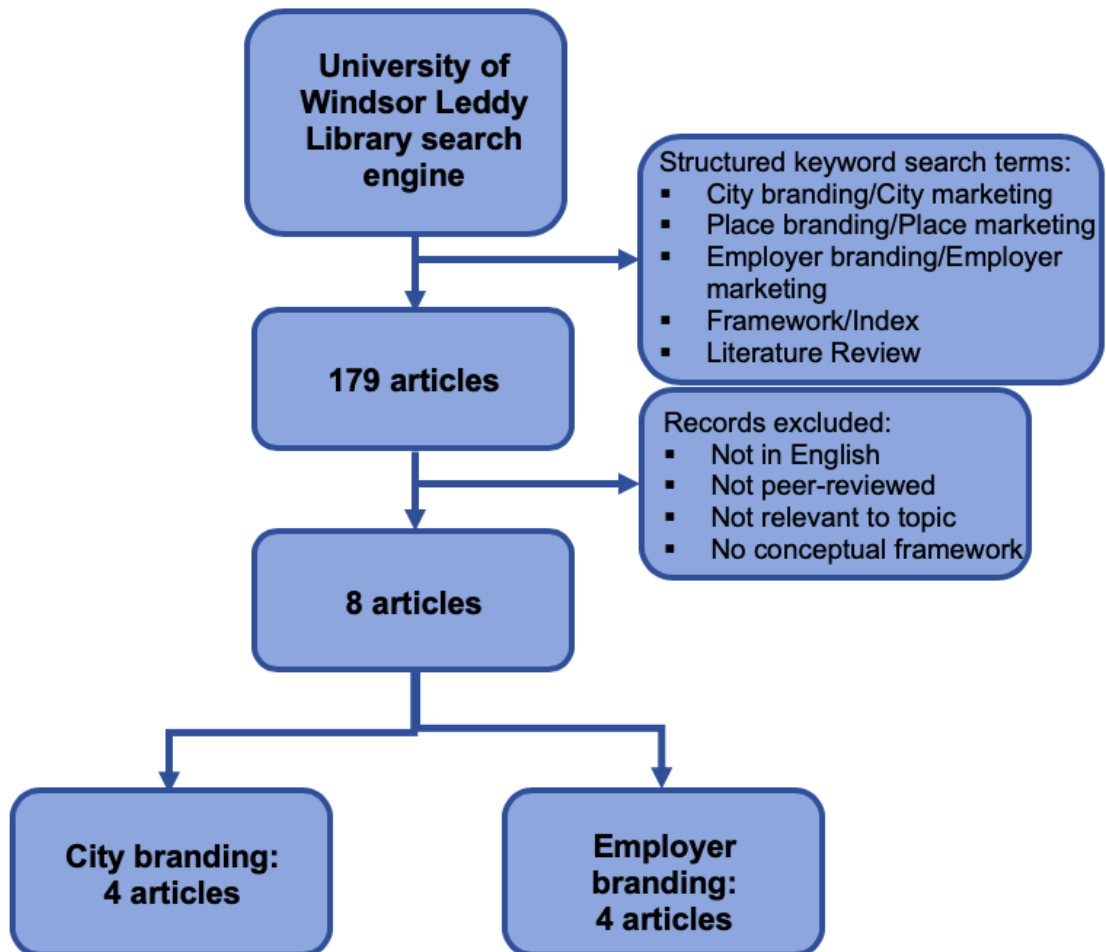 University of
Windsor Leddy
Library search
engine
Structured keyword search terms:
▪ City branding/City marketing
▪ Place branding/Place marketing
▪ Employer branding/Employer
marketing
▪ Framework/Index
▪ Literature Review
179 articles
Records excluded:
▪ Not in English
▪ Not peer-reviewed
▪ Not relevant to topic
▪ No conceptual framework
8 articles
City branding:
4 articles
Employer
branding:
4 articles